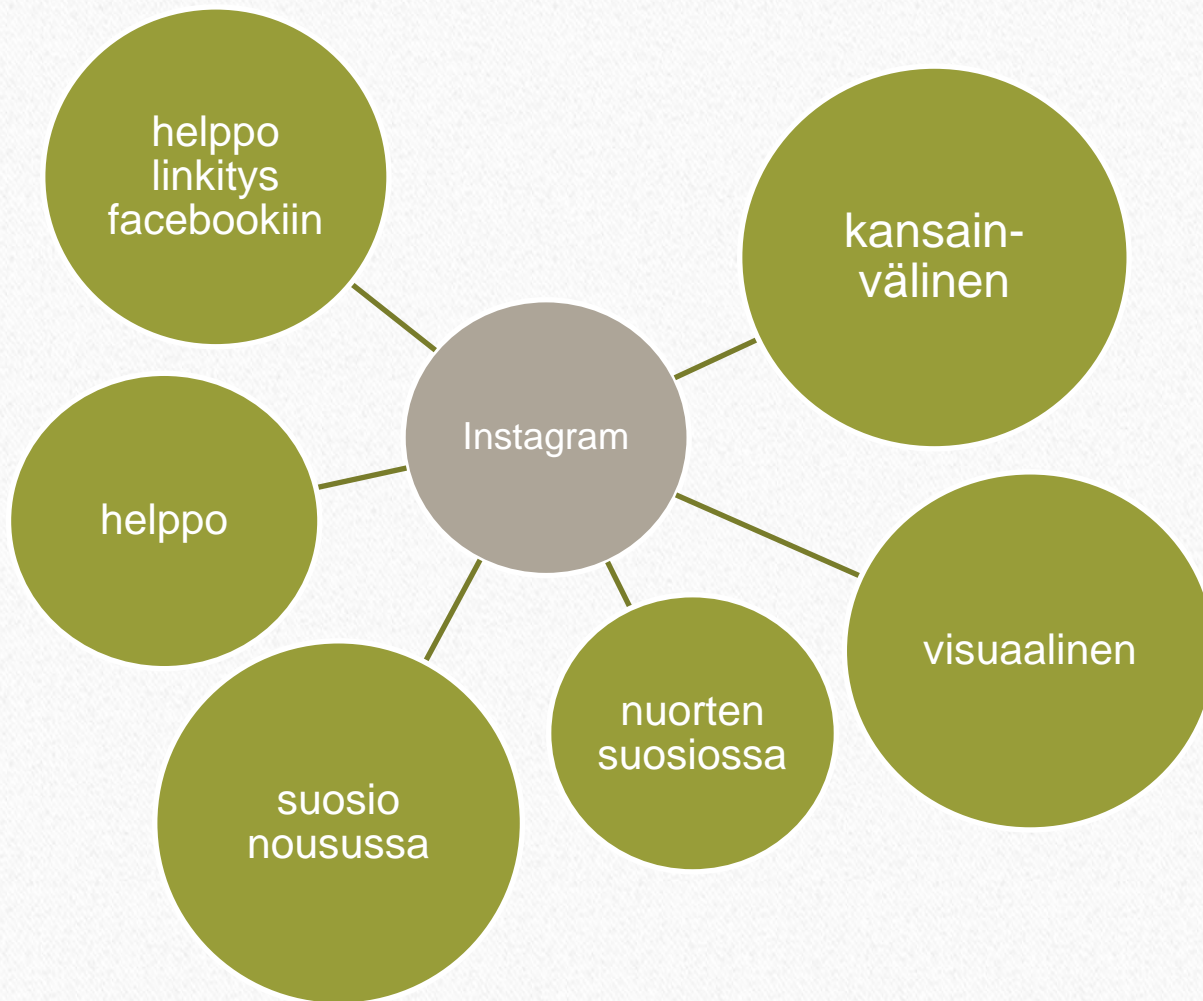 helppo
linkitys
facebookiin
kansain-
välinen
Instagram
helppo
visuaalinen
nuorten
suosiossa
suosio
nousussa